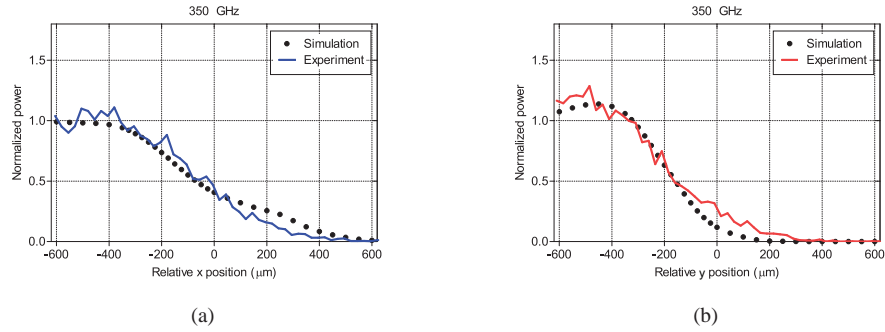 350 GHz
1.5
1.0
0.5
0.0
Normalized power
Simulation
Experiment
-600 -400 -200 0 200 400 600
Relative x position (μm)
(a)
350 GHz
1.5
1.0
0.5
0.0
Normalized power
Simulation
Experiment
-600 -400 -200 0 200 400 600
Relative y position (μm)
(b)